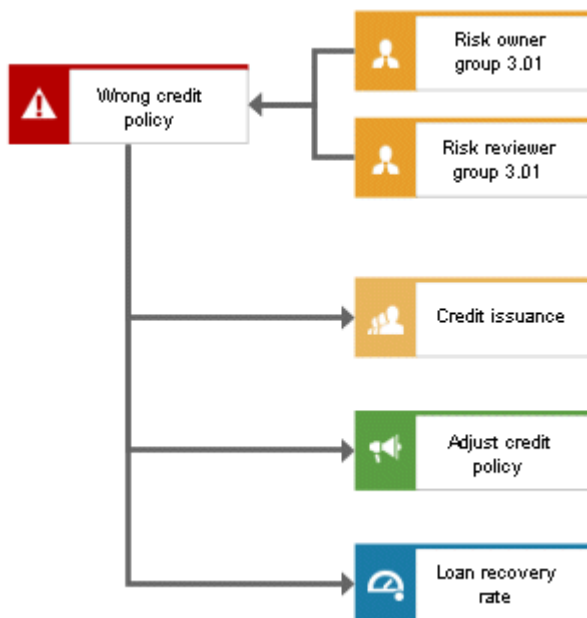 Risk owner
group 3.01
Wrong credit
policy
Risk reviewer
group 3.01
Credit issuance
Adjust credit
policy
Loan recovery
rate